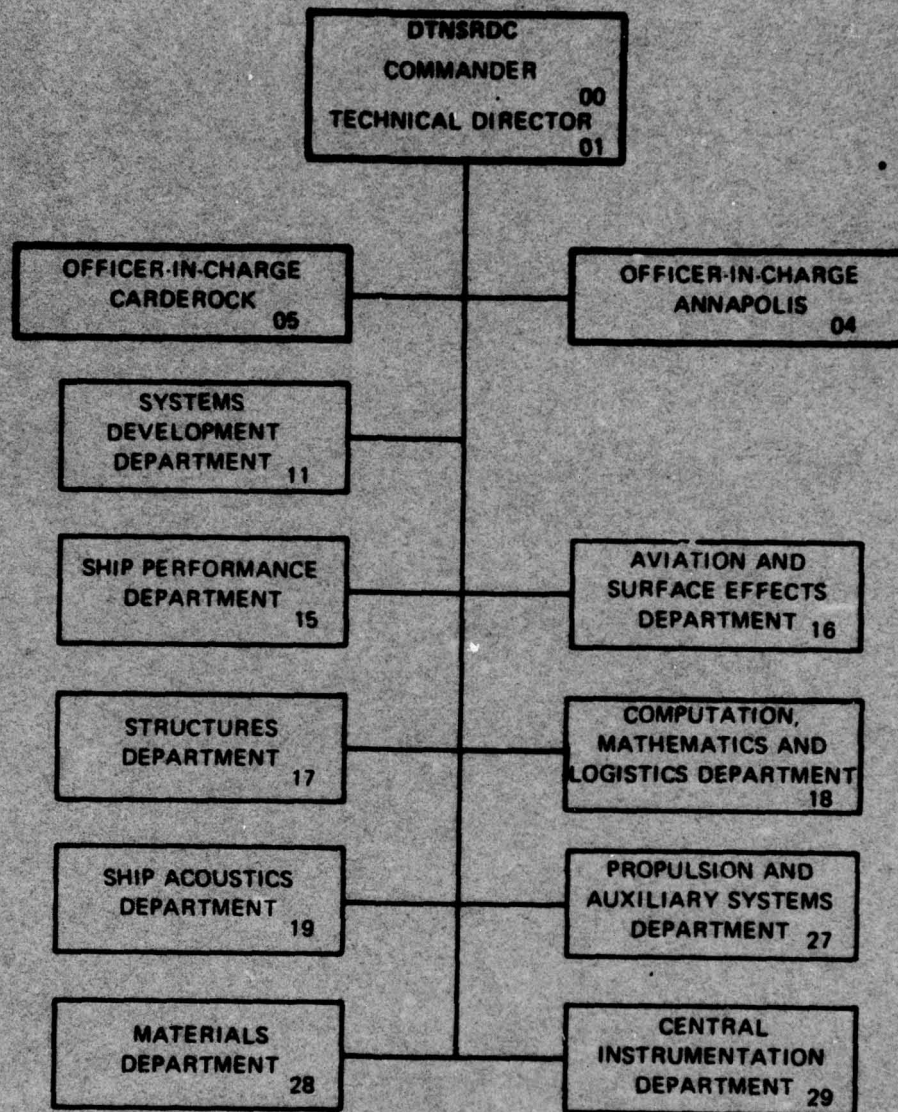 DTNSRDC
COMMANDER
00
TECHNICAL DIRECTOR
01
OFFICER-IN-CHARGE
CARDEROCK
05
OFFICER-IN-CHARGE
ANNAPOLIS
04
SYSTEMS
DEVELOPMENT
DEPARTMENT
11
SHIP PERFORMANCE
DEPARTMENT
15
AVIATION AND
SURFACE EFFECTS
DEPARTMENT
16
STRUCTURES
DEPARTMENT
17
COMPUTATION,
MATHEMATICS AND
LOGISTICS DEPARTMENT
18
SHIP ACOUSTICS
DEPARTMENT
19
PROPULSION AND
AUXILIARY SYSTEMS
DEPARTMENT
27
MATERIALS
DEPARTMENT
28
CENTRAL
INSTRUMENTATION
DEPARTMENT
29